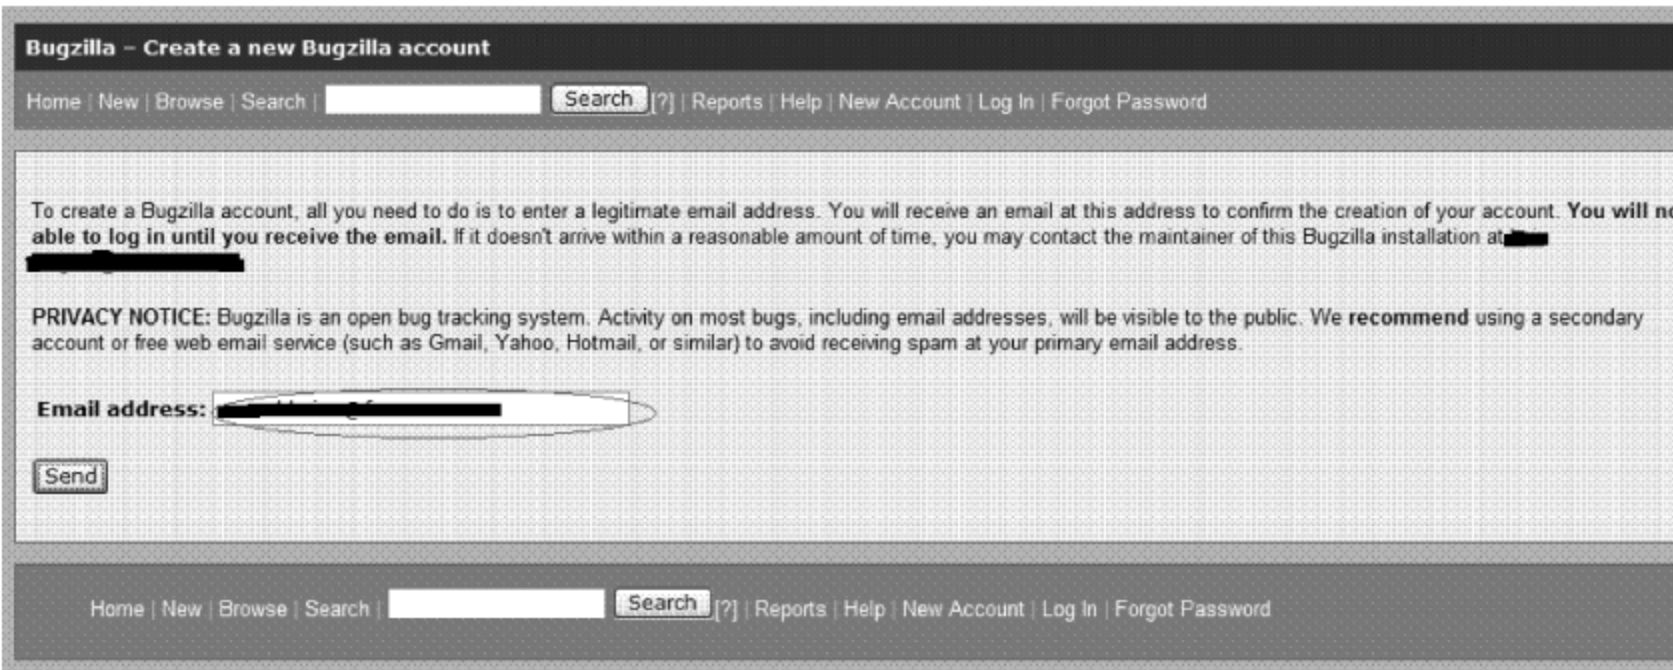 Bugzilla – Create a new Bugzilla account
Home | New | Browse | Search | Search [?] | Reports | Help | New Account | Log In | Forgot Password
To create a Bugzilla account, all you need to do is to enter a legitimate email address. You will receive an email at this address to confirm the creation of your account. You will
able to log in until you receive the email. If it doesn't arrive within a reasonable amount of time, you may contact the maintainer of this Bugzilla installation at
PRIVACY NOTICE: Bugzilla is an open bug tracking system. Activity on most bugs, including email addresses, will be visible to the public. We recommend using a secondary
account or free web email service (such as Gmail, Yahoo, Hotmail, or similar) to avoid receiving spam at your primary email address.
Email address:
Send
Home | New | Browse | Search | Search [?] | Reports | Help | New Account | Log In | Forgot Password